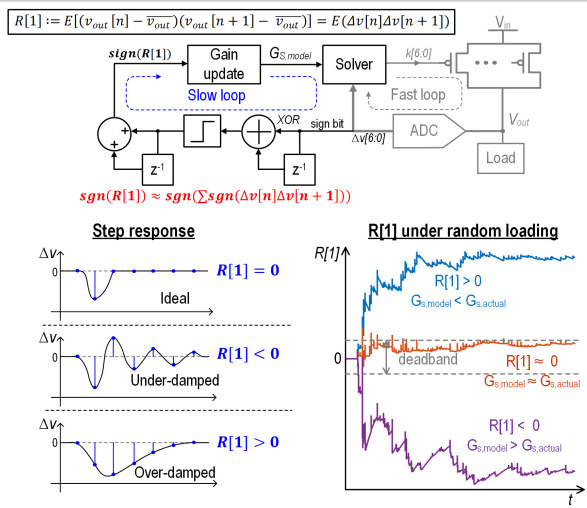 R[1] := E[(v_out[n] − v̅_out)(v_out[n + 1] − v̅_out)] = E(Δv[n]Δv[n + 1])
V_in
sign(R[1])
Gain update
G_S,model
Solver
k[6:0]
Slow loop
Fast loop
+
+
XOR
sign bit
Δv[6:0]
ADC
V_out
z⁻¹
z⁻¹
Load
sgn(R[1]) ≈ sgn(∑sgn(Δv[n]Δv[n + 1]))
Step response
R[1] under random loading
Δv
0
R[1] = 0
Ideal
Δv
0
R[1] < 0
Under-damped
Δv
0
R[1] > 0
Over-damped
R[1]
R[1] > 0
G_s,model < G_s,actual
0
deadband
R[1] ≈ 0
G_s,model ≈ G_s,actual
R[1] < 0
G_s,model > G_s,actual
t